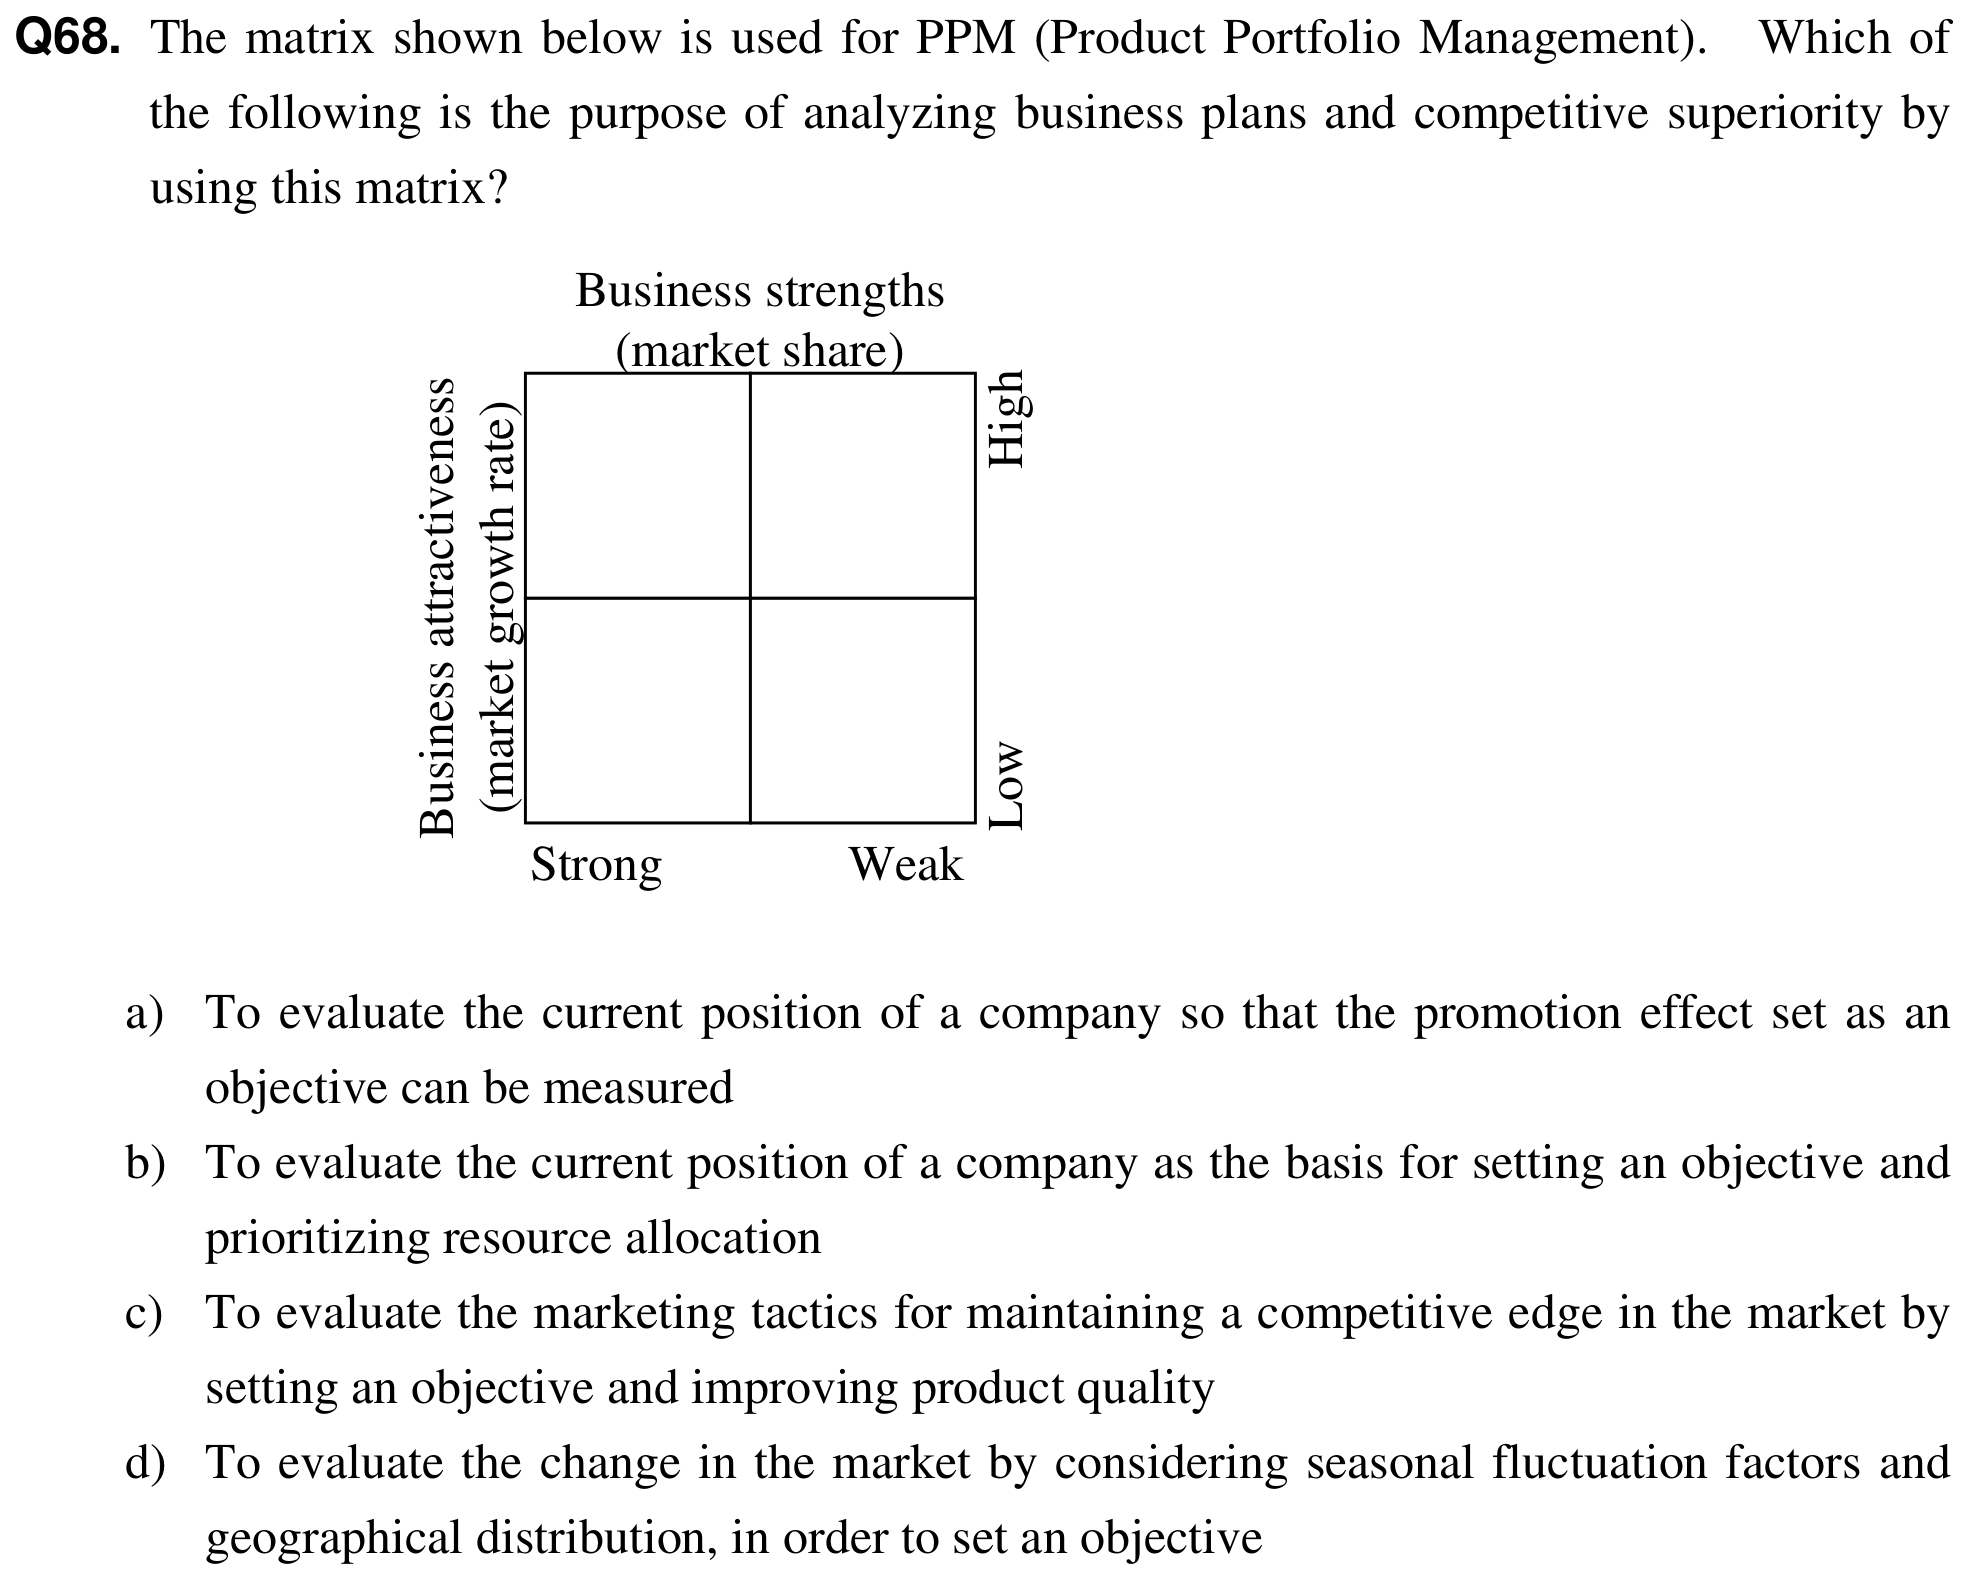 Q68. The matrix shown below is used for PPM (Product Portfolio Management). Which of
the following is the purpose of analyzing business plans and competitive superiority by
using this matrix?
Business strengths
(market share)
Business attractiveness
(market growth rate)
High
Low
Strong Weak
a) To evaluate the current position of a company so that the promotion effect set as an
objective can be measured
b) To evaluate the current position of a company as the basis for setting an objective and
prioritizing resource allocation
c) To evaluate the marketing tactics for maintaining a competitive edge in the market by
setting an objective and improving product quality
d) To evaluate the change in the market by considering seasonal fluctuation factors and
geographical distribution, in order to set an objective